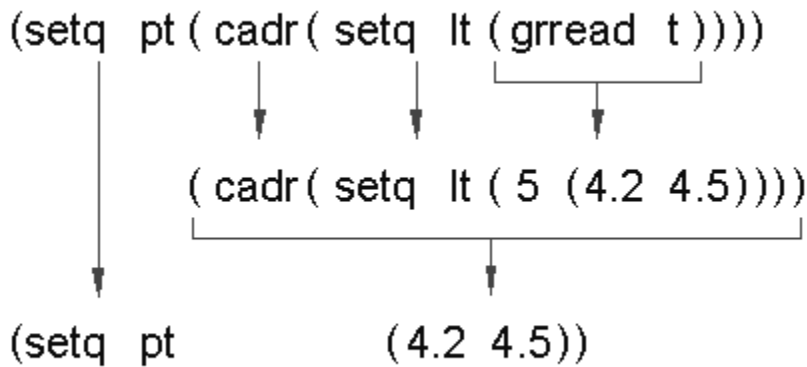 (setq pt ( cadr( setq lt ( grread t ))))
( cadr( setq lt ( 5 (4.2 4.5))))
(setq pt (4.2 4.5))